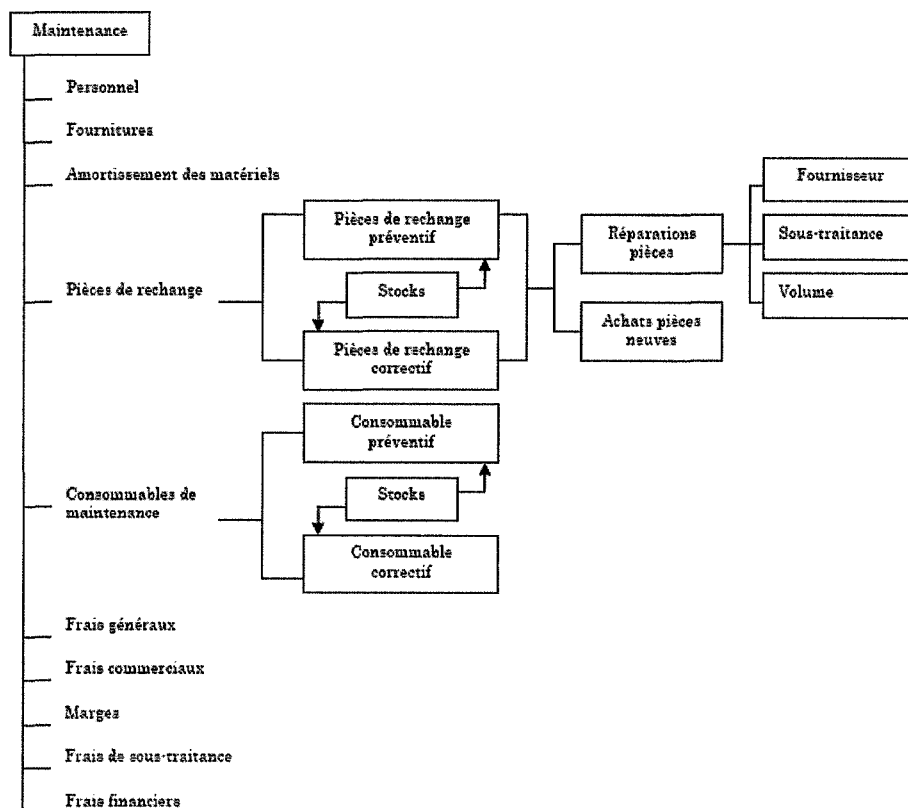 Maintenance
Personnel
Fournitures
Amortissement des matériels
Fournisseur
Pièces de rechange
préventif
Réparations
pièces
Sous-traitance
Pièces de rechange
Stocks
Volume
Achats pièces
neuves
Pièces de rechange
correctif
Consommable
préventif
Consommables de
maintenance
Stocks
Consommable
correctif
Frais généraux
Frais commerciaux
Marges
Frais de sous-traitance
Frais financiers